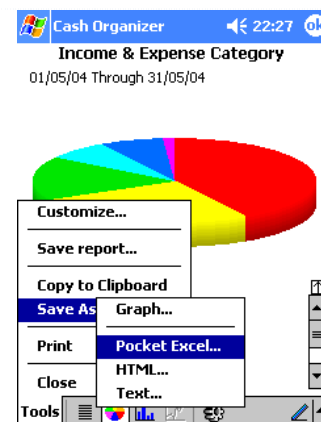 Cash Organizer 22:27 ok
Income & Expense Category
01/05/04 Through 31/05/04
Customize...
Save report...
Copy to Clipboard
Save As
Graph...
Print
Pocket Excel...
HTML...
Close
Text...
Tools